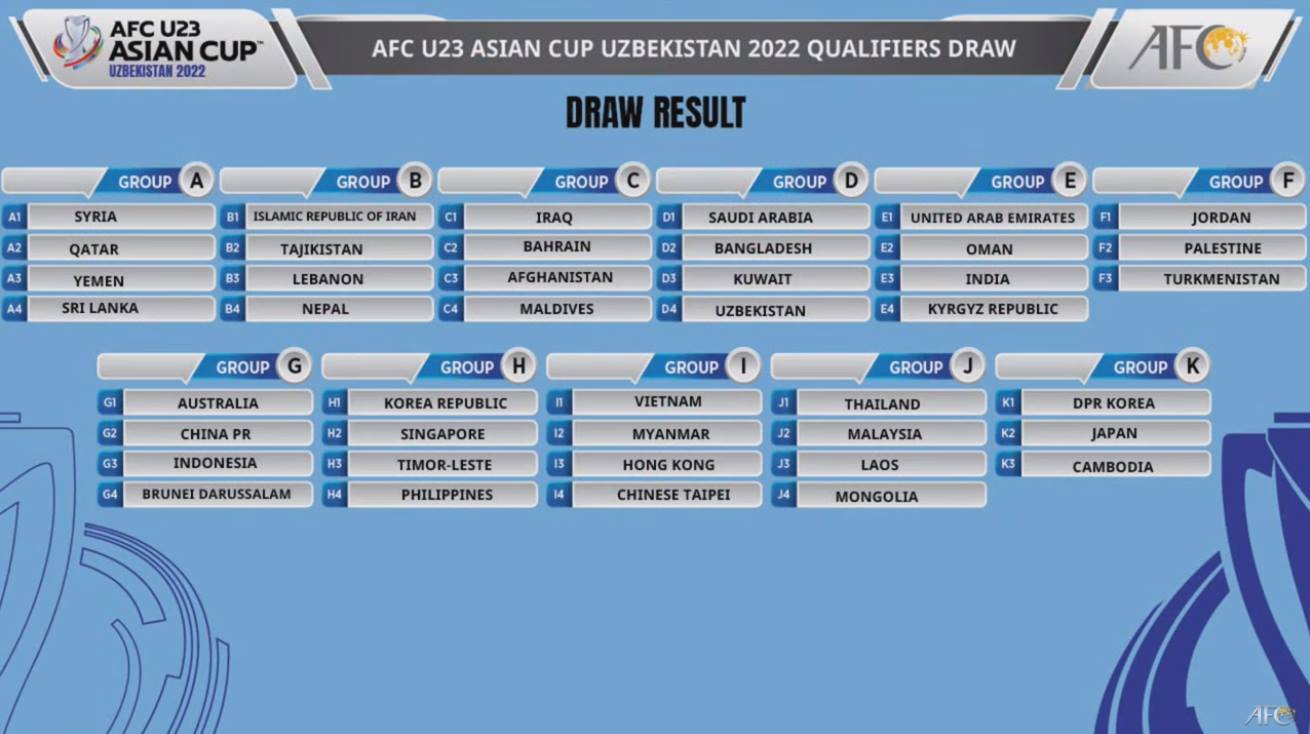 AFC U23
ASIAN CUP™
UZBEKISTAN 2022
AFC U23 ASIAN CUP UZBEKISTAN 2022 QUALIFIERS DRAW
AFC
DRAW RESULT
GROUP A
A1 SYRIA
A2 QATAR
A3 YEMEN
A4 SRI LANKA
GROUP B
B1 ISLAMIC REPUBLIC OF IRAN
B2 TAJIKISTAN
B3 LEBANON
B4 NEPAL
GROUP C
C1 IRAQ
C2 BAHRAIN
C3 AFGHANISTAN
C4 MALDIVES
GROUP D
D1 SAUDI ARABIA
D2 BANGLADESH
D3 KUWAIT
D4 UZBEKISTAN
GROUP E
E1 UNITED ARAB EMIRATES
E2 OMAN
E3 INDIA
E4 KYRGYZ REPUBLIC
GROUP F
F1 JORDAN
F2 PALESTINE
F3 TURKMENISTAN
GROUP G
G1 AUSTRALIA
G2 CHINA PR
G3 INDONESIA
G4 BRUNEI DARUSSALAM
GROUP H
H1 KOREA REPUBLIC
H2 SINGAPORE
H3 TIMOR-LESTE
H4 PHILIPPINES
GROUP I
I1 VIETNAM
I2 MYANMAR
I3 HONG KONG
I4 CHINESE TAIPEI
GROUP J
J1 THAILAND
J2 MALAYSIA
J3 LAOS
J4 MONGOLIA
GROUP K
K1 DPR KOREA
K2 JAPAN
K3 CAMBODIA
AFC